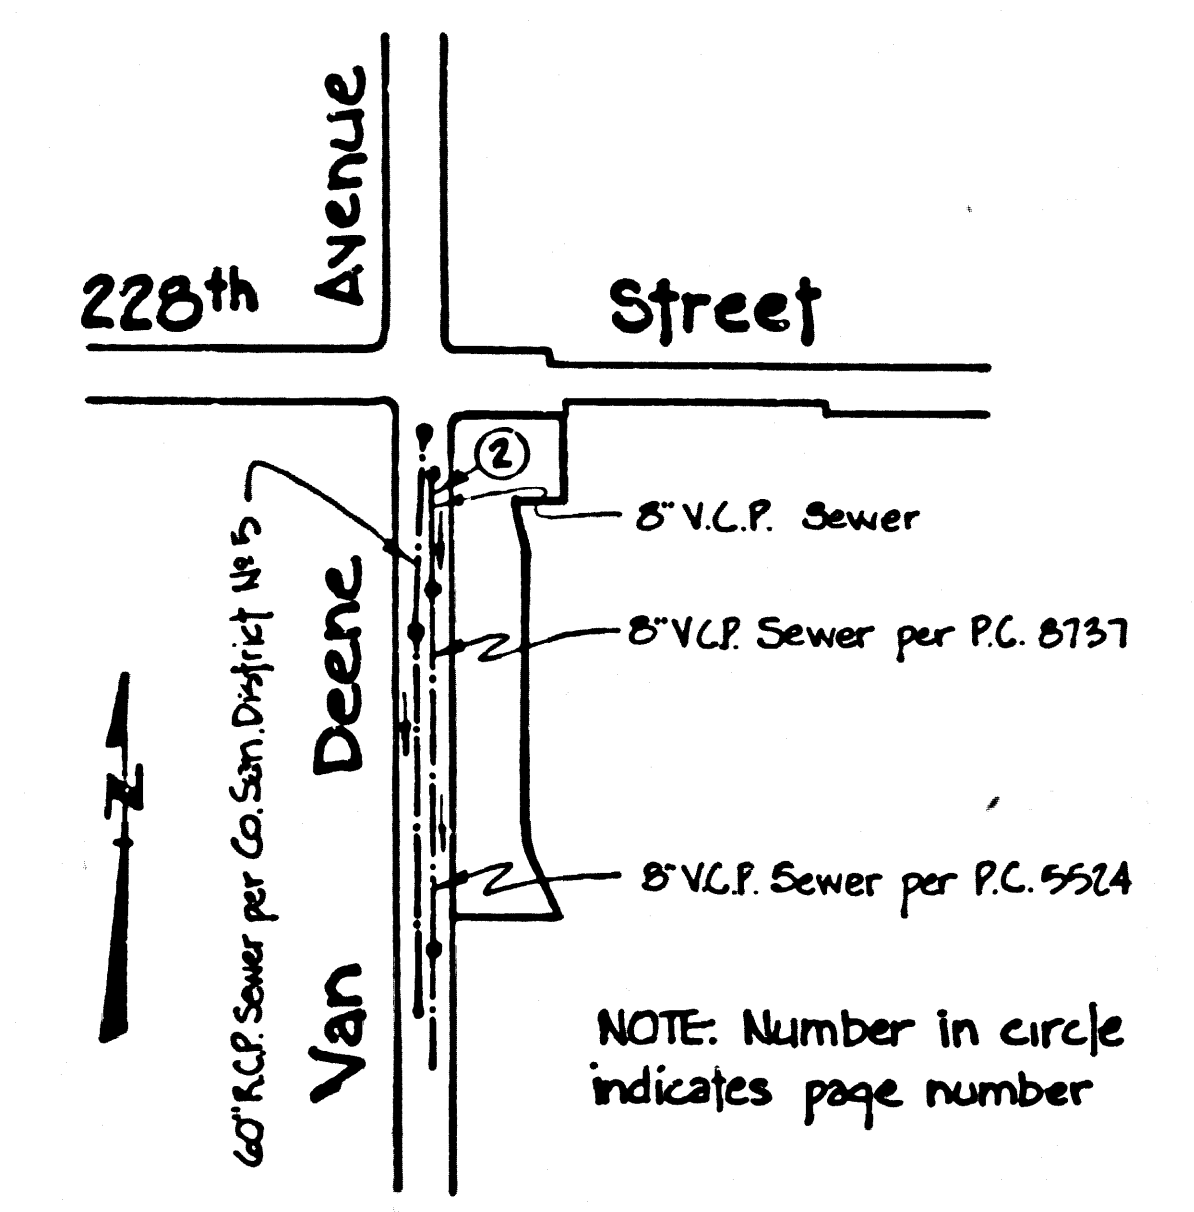 Avenue
228th
Street
2
8" V.C.P. Sewer
8" V.C.P. Sewer per P.C. 8737
8" V.C.P. Sewer per P.C. 5524
60" R.C.P. Sewer per Co. San. District № 5
Van Deene
N
NOTE: Number in circle
indicates page number